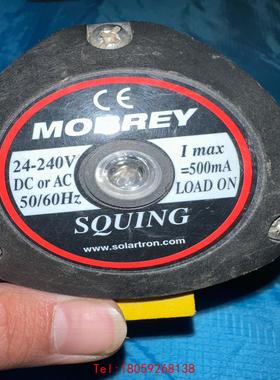 CE
MOBREY
24-240V
DC or AC
50/60Hz
I max
=500mA
LOAD ON
SQUING
www.solartron.com
Tel:18059268138